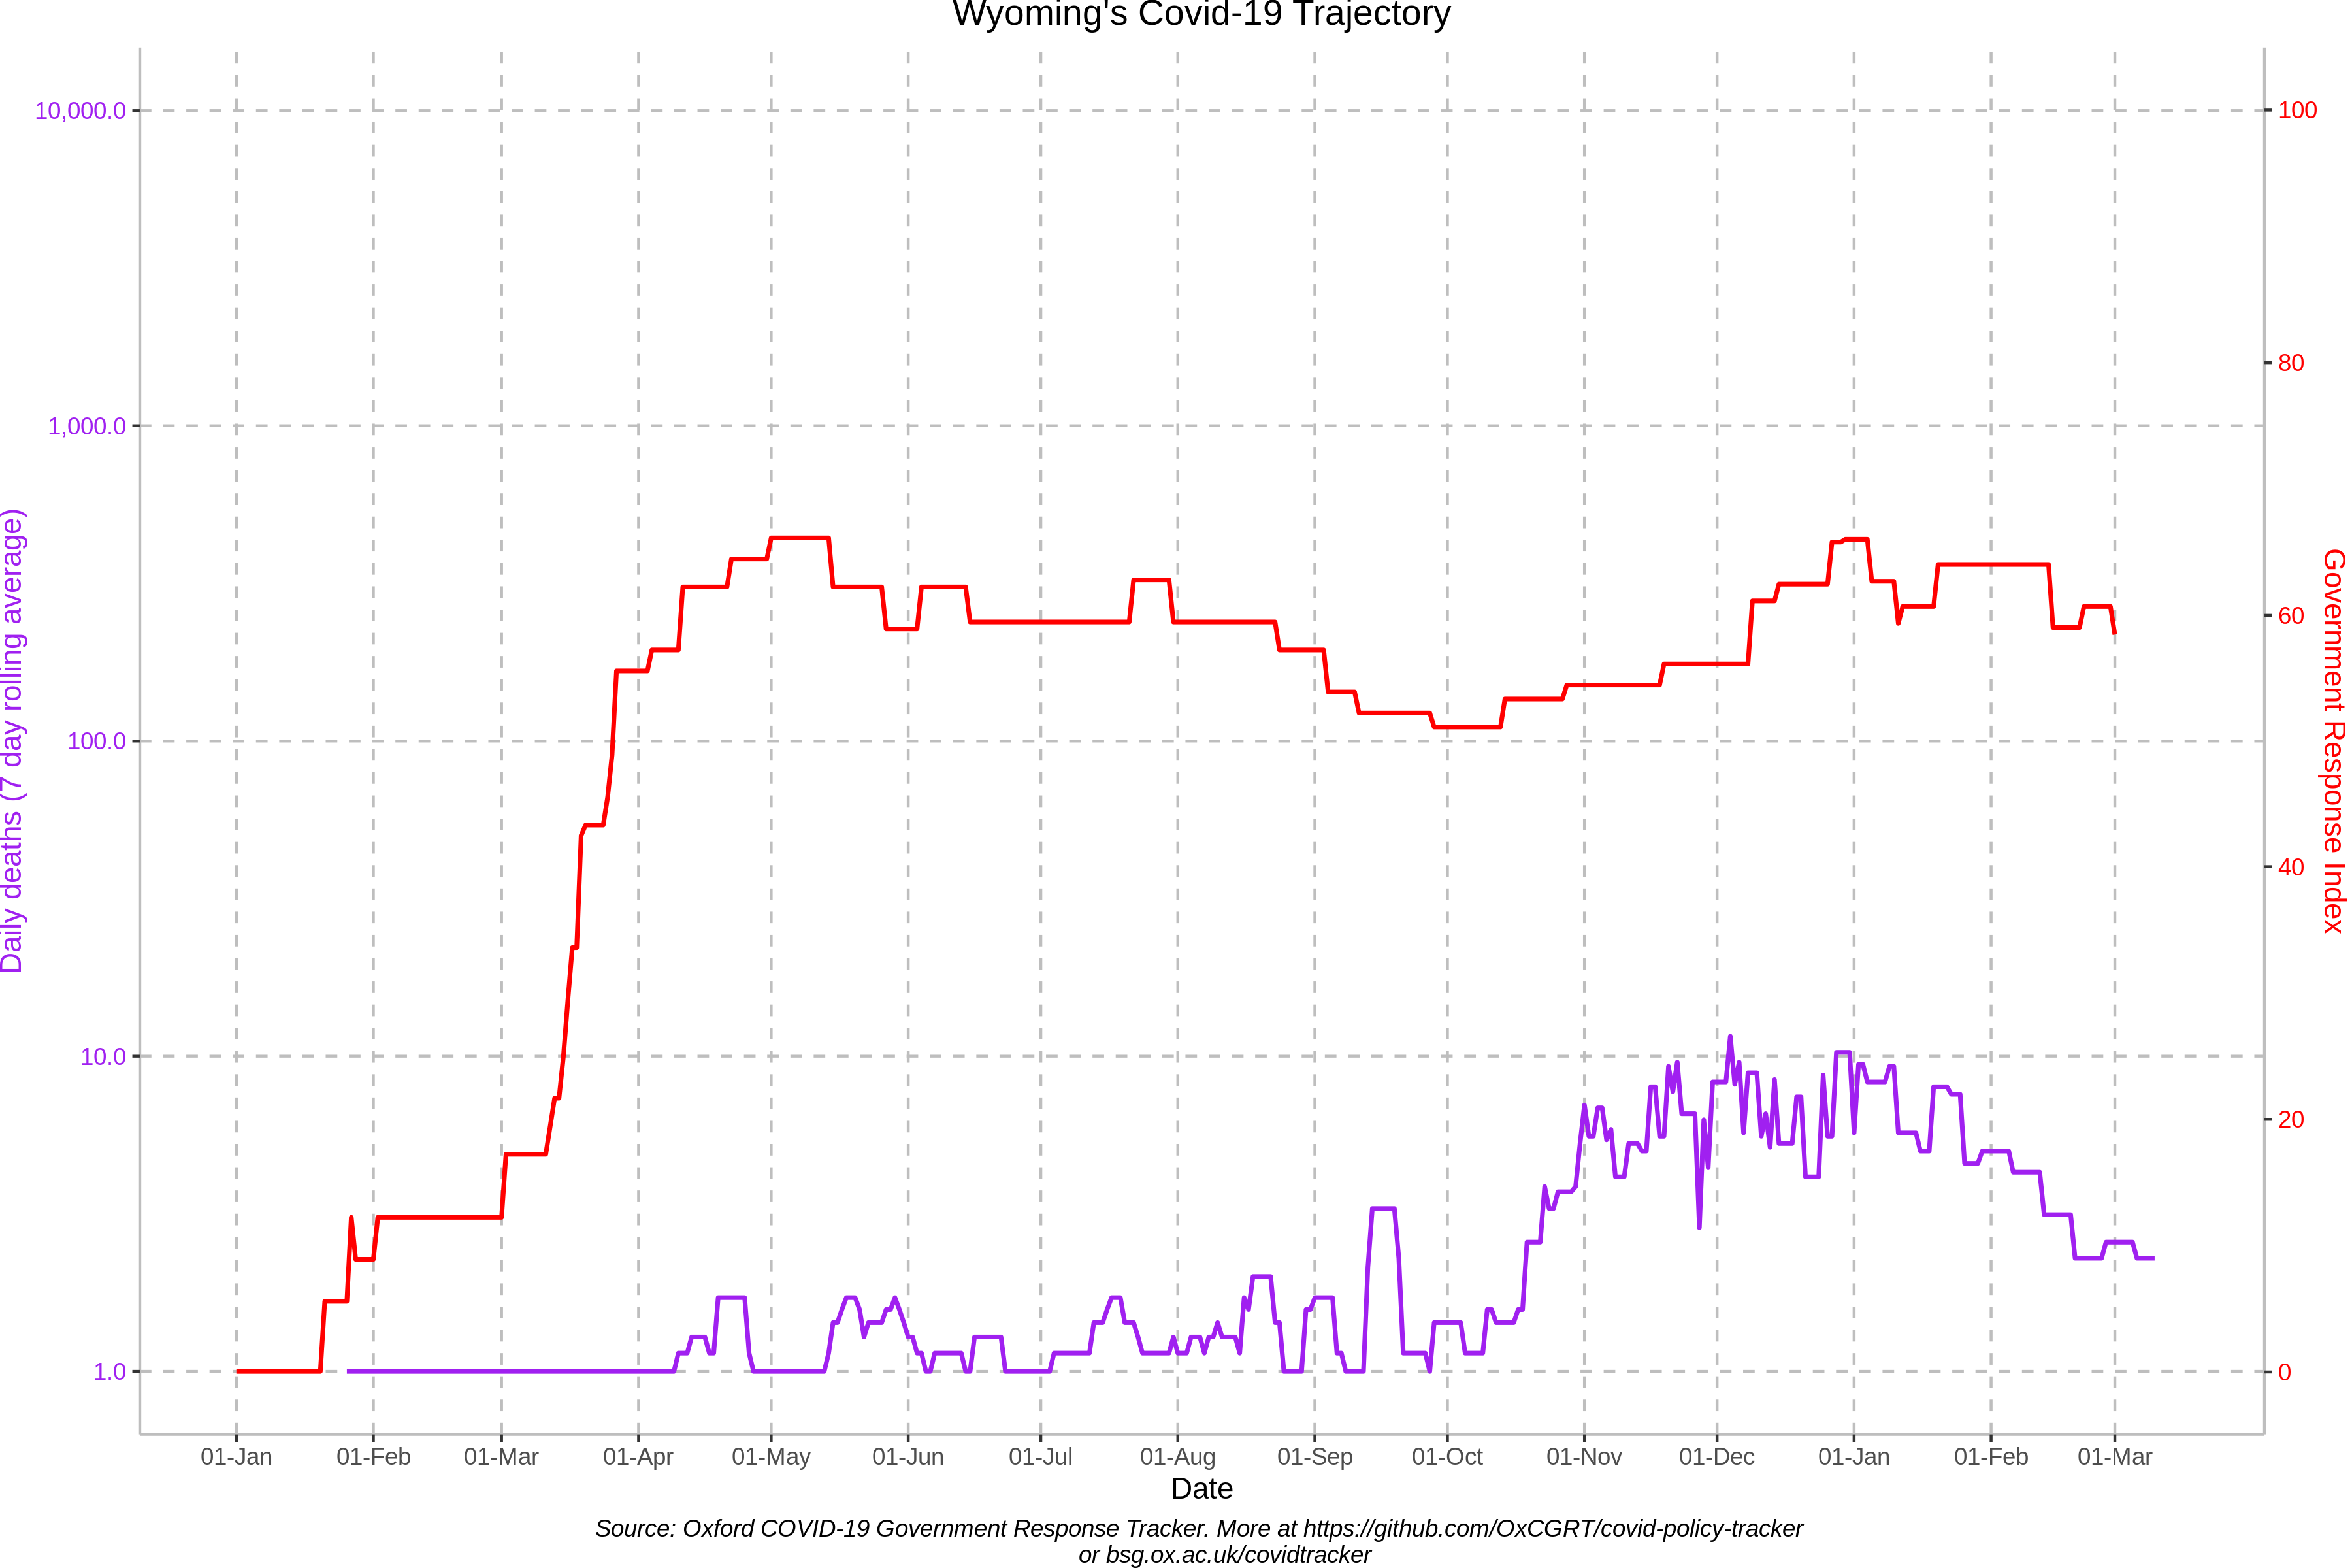 Wyoming's Covid-19 Trajectory
10,000.0
1,000.0
100.0
10.0
1.0
Daily deaths (7 day rolling average)
100
80
60
40
20
0
Government Response Index
01-Jan 01-Feb 01-Mar 01-Apr 01-May 01-Jun 01-Jul 01-Aug 01-Sep 01-Oct 01-Nov 01-Dec 01-Jan 01-Feb 01-Mar
Date
Source: Oxford COVID-19 Government Response Tracker. More at https://github.com/OxCGRT/covid-policy-tracker
or bsg.ox.ac.uk/covidtracker